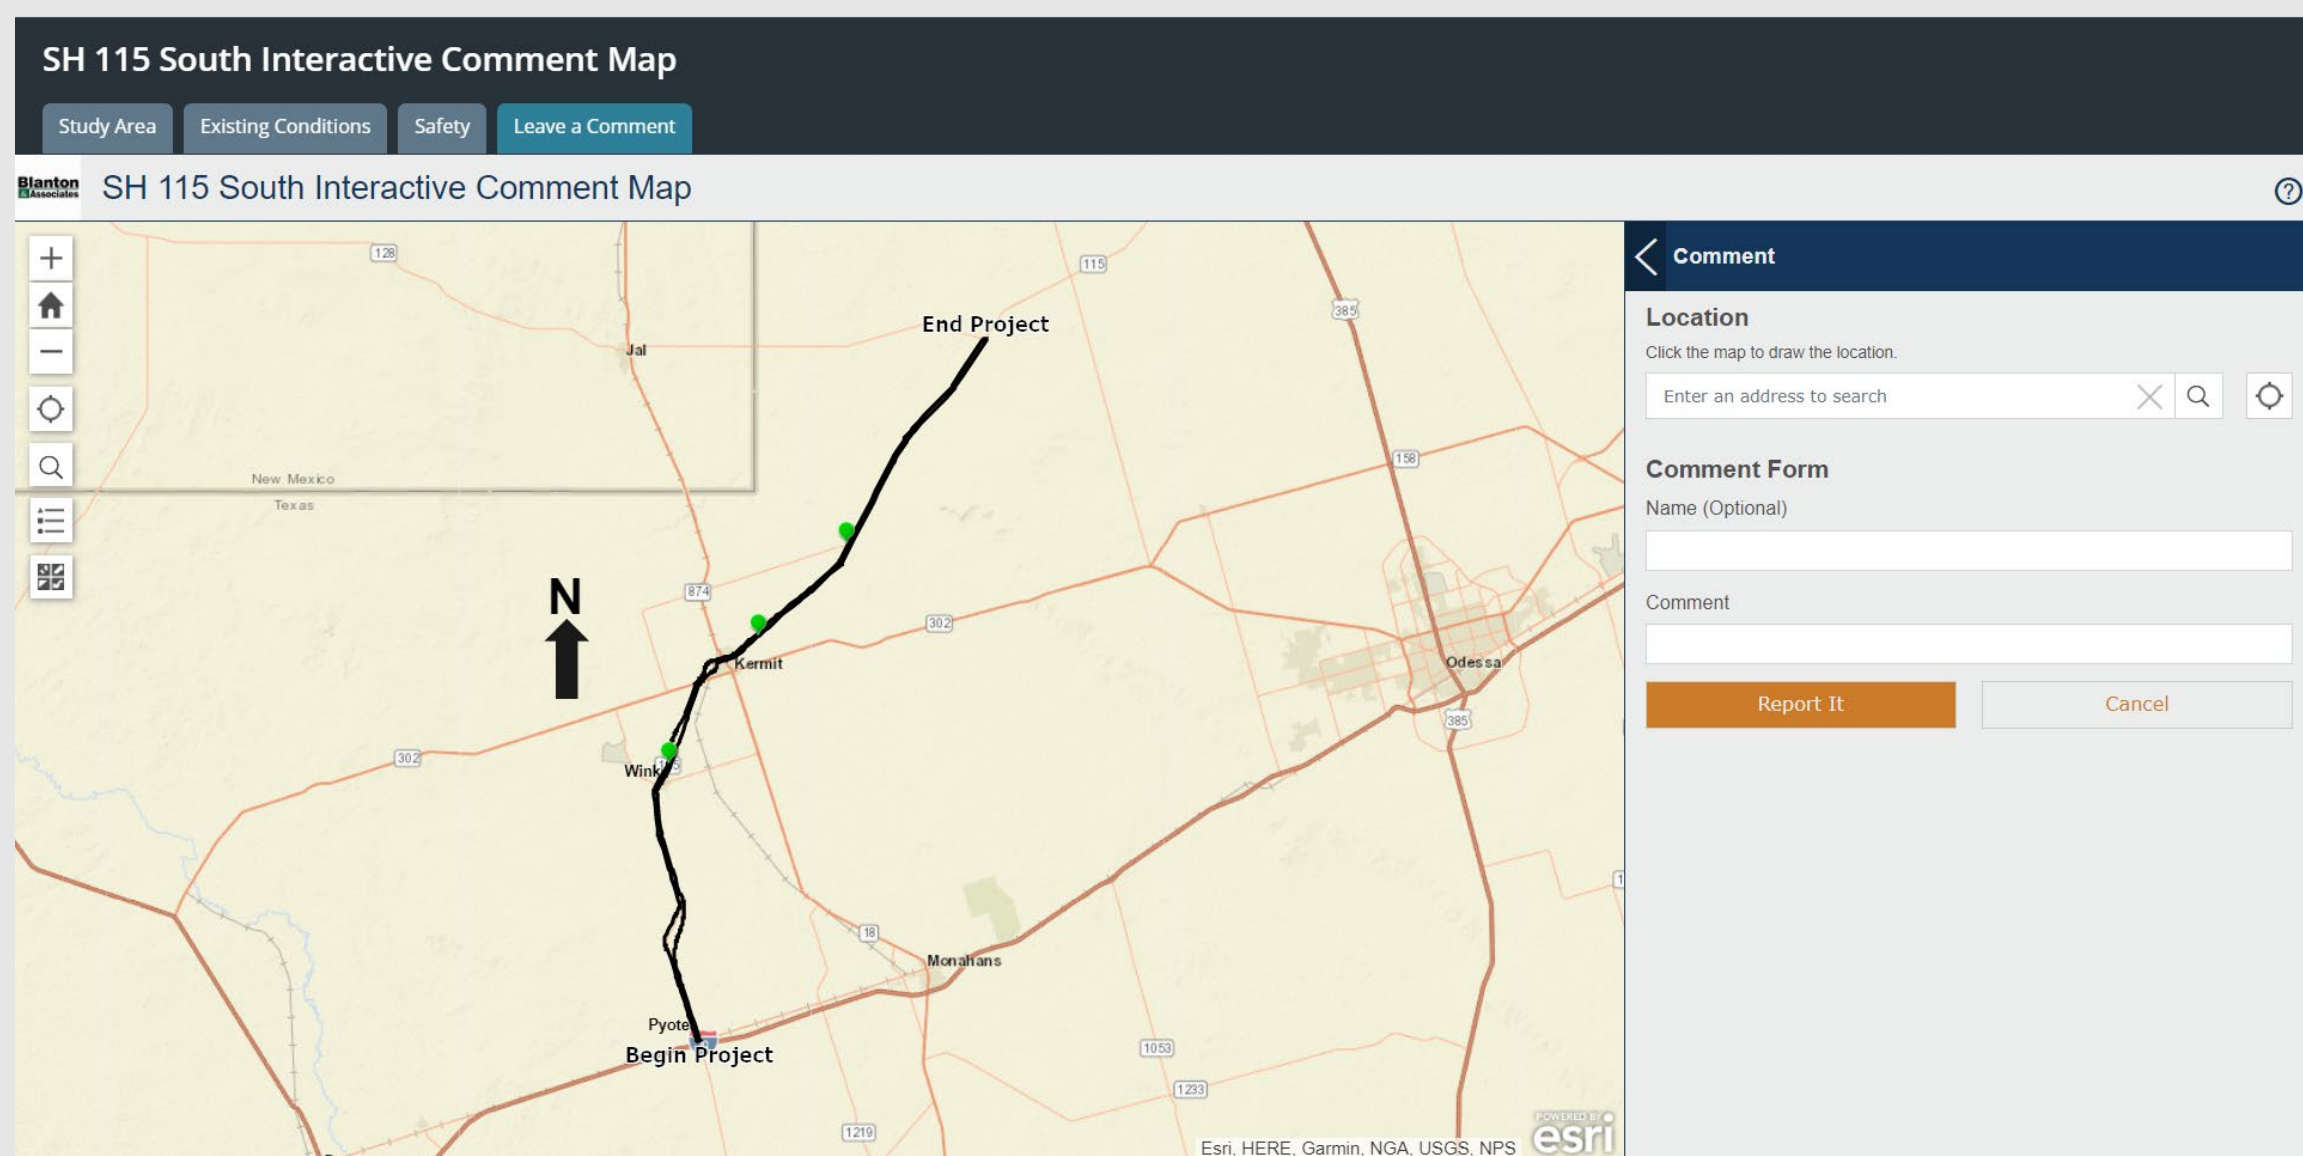 SH 115 South Interactive Comment Map
Study Area
Existing Conditions
Safety
Leave a Comment
Blanton
& Associates
SH 115 South Interactive Comment Map
?
128
115
385
End Project
Jal
158
New Mexico
Texas
N
874
302
Kermit
Odessa
385
302
Wink
18
Monahans
Pyote
Begin Project
1053
1233
1219
POWERED BY
esri
Esri, HERE, Garmin, NGA, USGS, NPS
Comment
Location
Click the map to draw the location.
Enter an address to search
Comment Form
Name (Optional)
Comment
Report It
Cancel